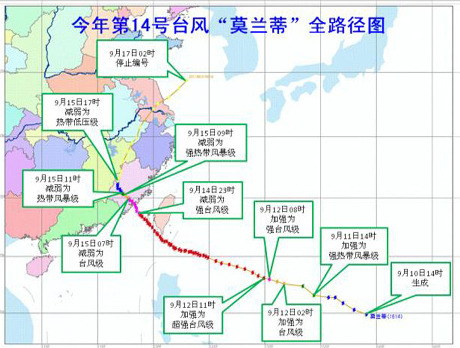 今年第14号台风“莫兰蒂”全路径图
9月17日02时
停止编号
9月15日17时
减弱为
热带低压级
9月15日09时
减弱为
强热带风暴级
9月15日11时
减弱为
热带风暴级
9月14日23时
减弱为
强台风级
9月15日07时
减弱为
台风级
9月12日08时
加强为
强台风级
9月11日14时
加强为
强热带风暴级
9月10日14时
生成
9月12日11时
加强为
超强台风级
9月12日02时
加强为
台风级
莫兰蒂(1614)